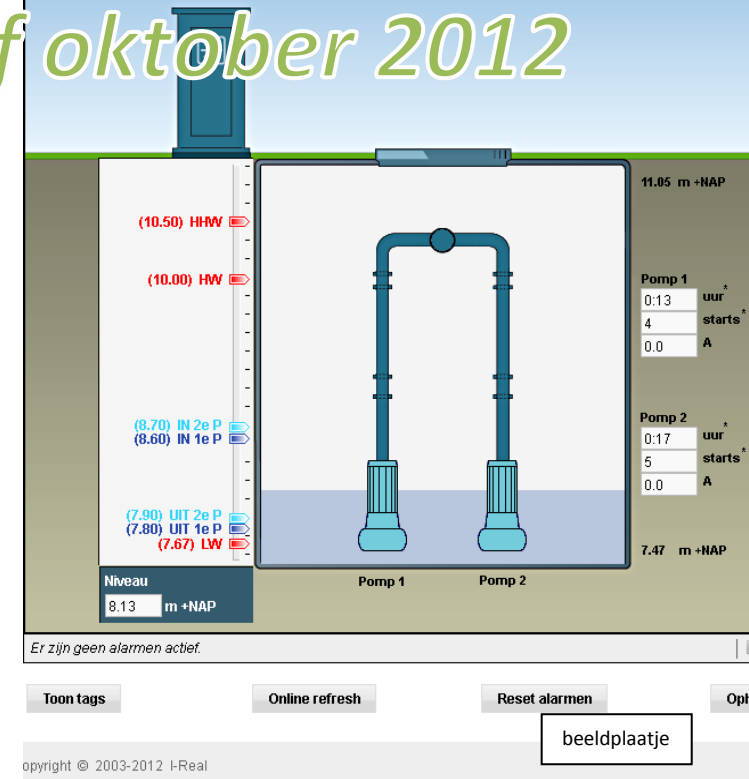 f oktober 2012
11.05 m +NAP
(10.50) HHW
(10.00) HW
Pomp 1
0:13 uur*
4 starts*
0.0 A
(8.70) IN 2e P
(8.60) IN 1e P
Pomp 2
0:17 uur*
5 starts*
0.0 A
(7.90) UIT 2e P
(7.80) UIT 1e P
(7.67) LW
7.47 m +NAP
Niveau
8.13 m +NAP
Pomp 1 Pomp 2
Er zijn geen alarmen actief.
Toon tags Online refresh Reset alarmen Oph
beeldplaatje
opyright © 2003-2012 I-Real